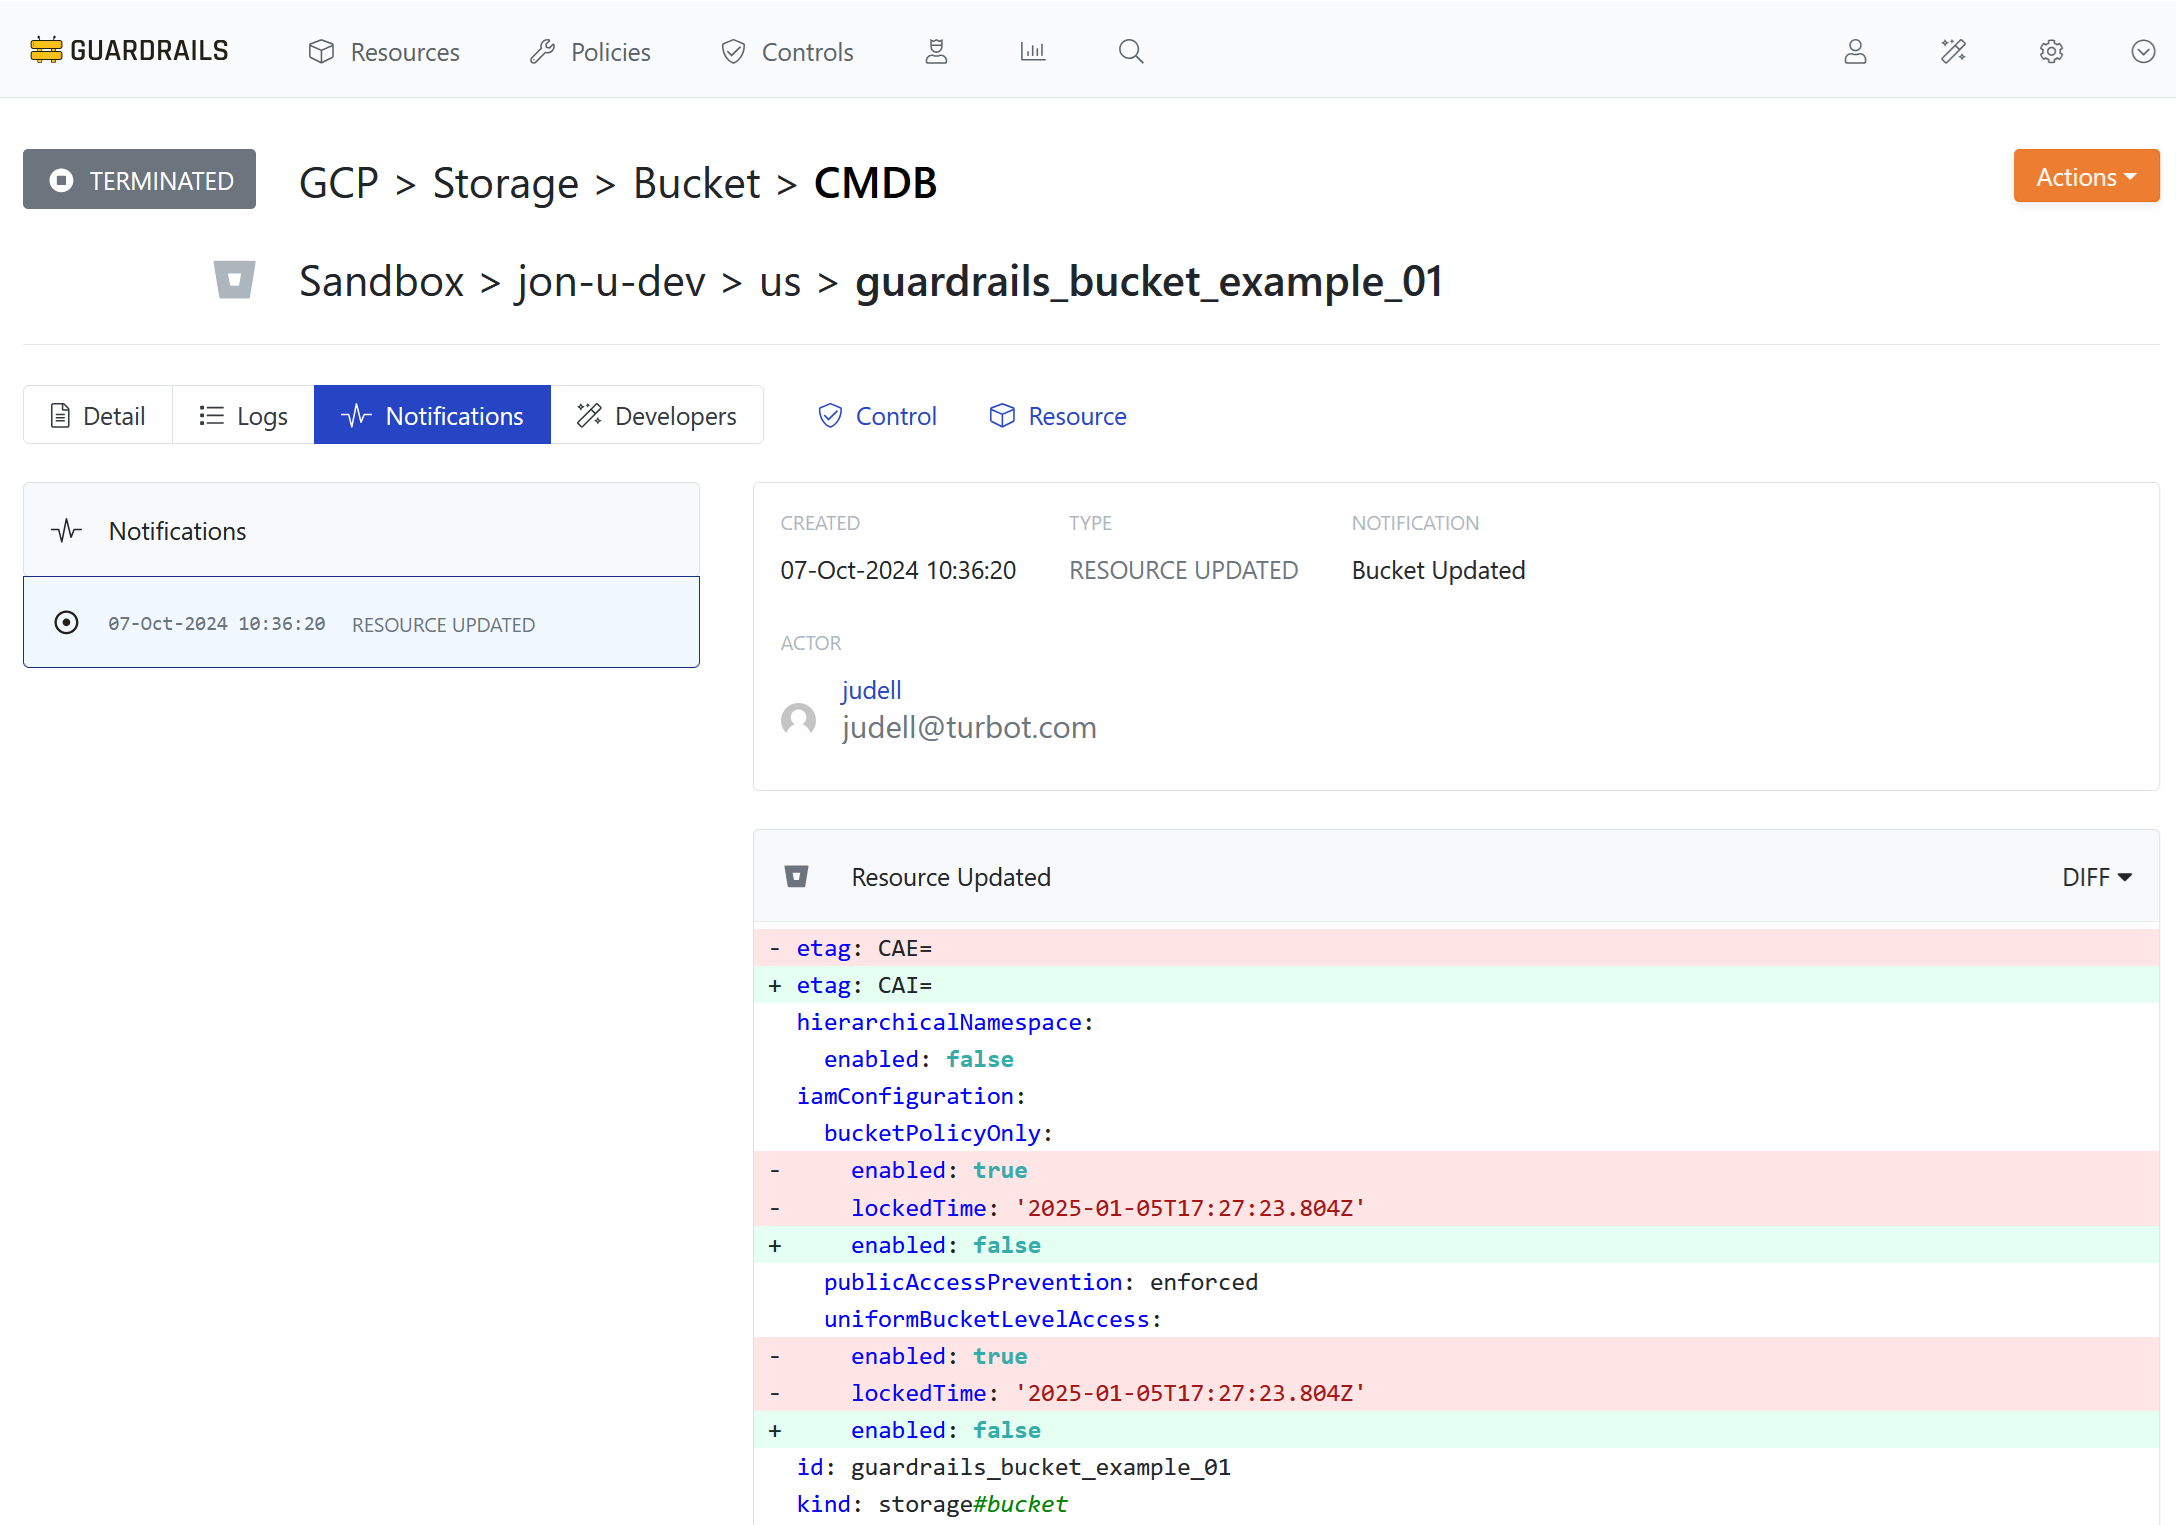 GUARDRAILS Resources Policies Controls
TERMINATED GCP > Storage > Bucket > CMDB Actions
Sandbox > jon-u-dev > us > guardrails_bucket_example_01
Detail Logs Notifications Developers Control Resource
Notifications
07-Oct-2024 10:36:20 RESOURCE UPDATED
CREATED TYPE NOTIFICATION
07-Oct-2024 10:36:20 RESOURCE UPDATED Bucket Updated
ACTOR
judell
judell@turbot.com
Resource Updated DIFF
- etag: CAE=
+ etag: CAI=
hierarchicalNamespace:
enabled: false
iamConfiguration:
bucketPolicyOnly:
- enabled: true
- lockedTime: '2025-01-05T17:27:23.804Z'
+ enabled: false
publicAccessPrevention: enforced
uniformBucketLevelAccess:
- enabled: true
- lockedTime: '2025-01-05T17:27:23.804Z'
+ enabled: false
id: guardrails_bucket_example_01
kind: storage#bucket